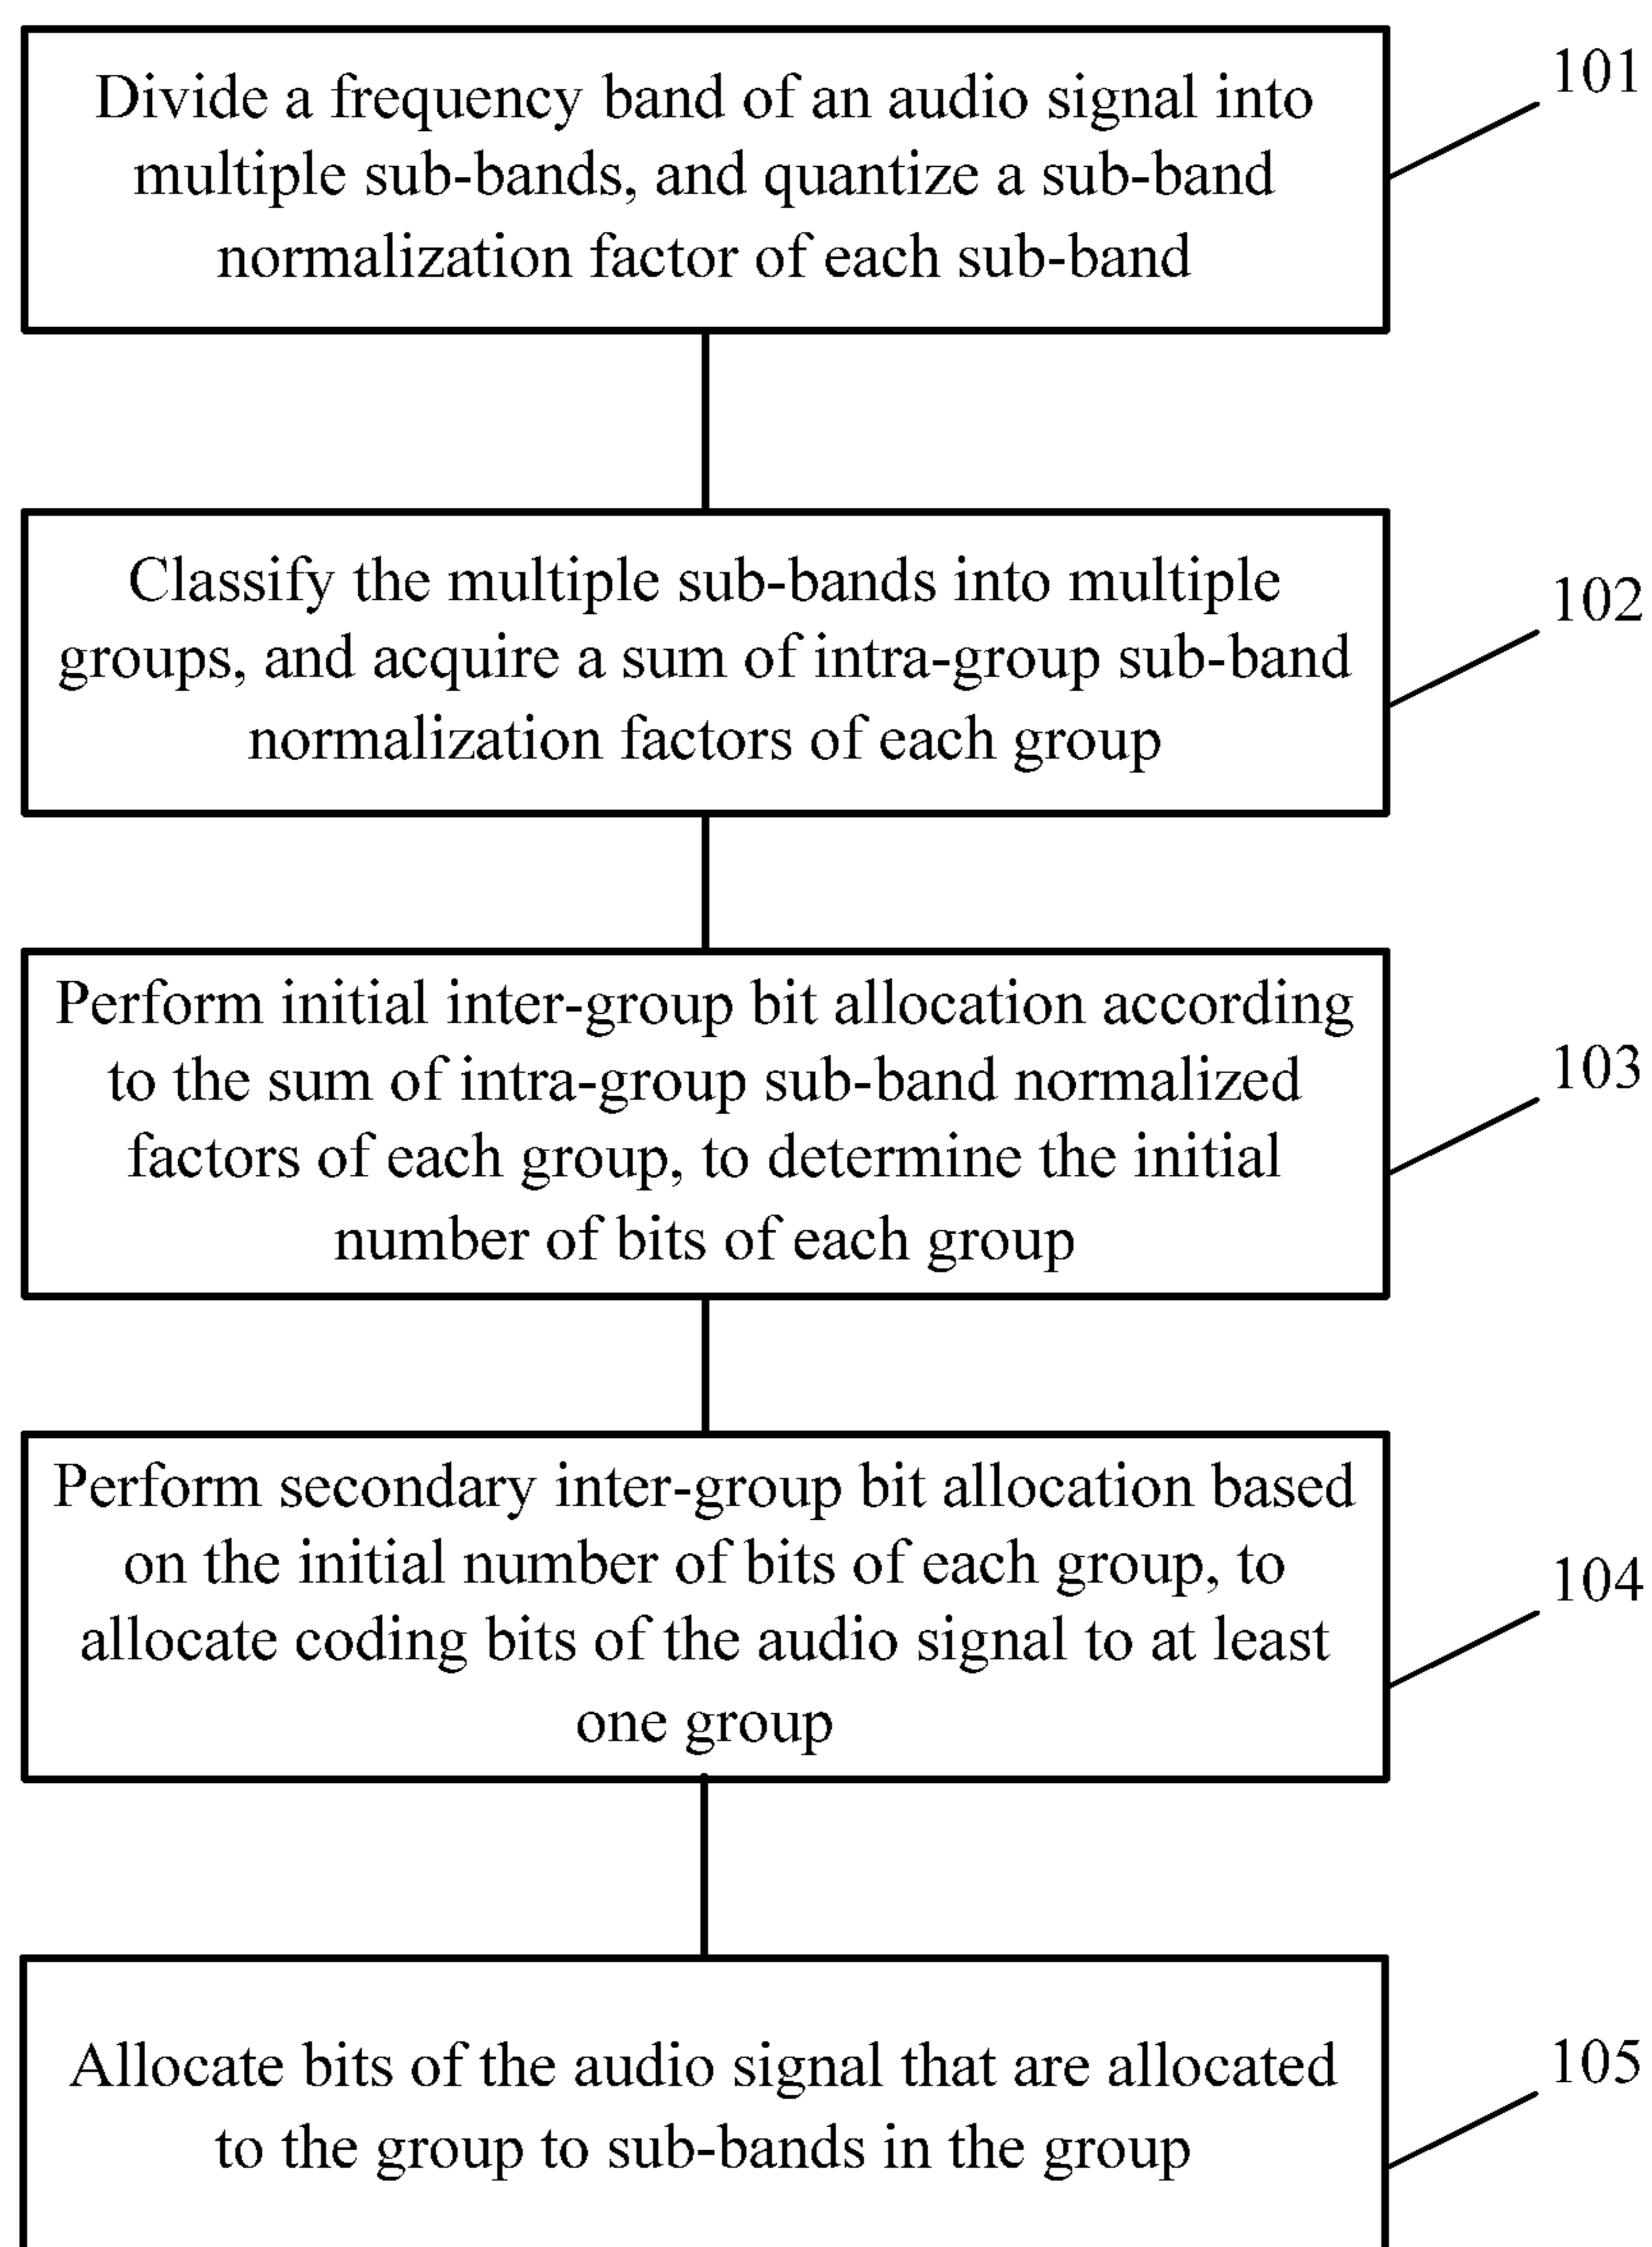 Divide a frequency band of an audio signal into
multiple sub-bands, and quantize a sub-band
normalization factor of each sub-band
101
Classify the multiple sub-bands into multiple
groups, and acquire a sum of intra-group sub-band
normalization factors of each group
102
Perform initial inter-group bit allocation according
to the sum of intra-group sub-band normalized
factors of each group, to determine the initial
number of bits of each group
103
Perform secondary inter-group bit allocation based
on the initial number of bits of each group, to
allocate coding bits of the audio signal to at least
one group
104
Allocate bits of the audio signal that are allocated
to the group to sub-bands in the group
105